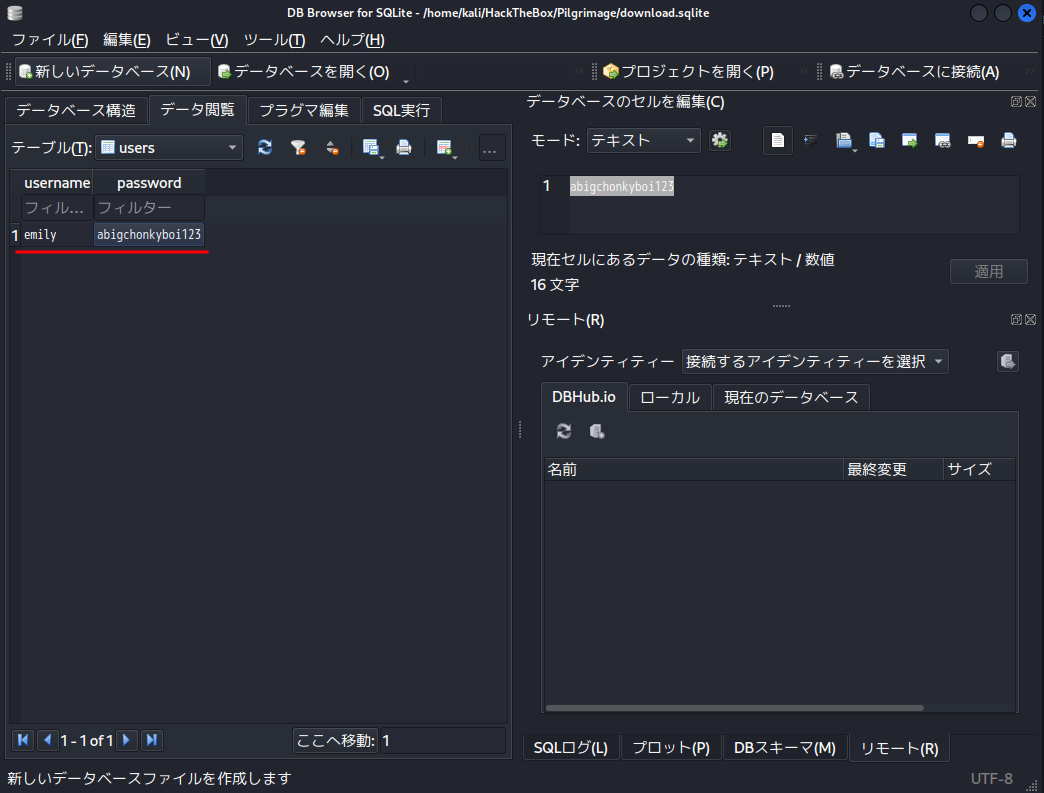 DB Browser for SQLite - /home/kali/HackTheBox/Pilgrimage/download.sqlite
ファイル(F) 編集(E) ビュー(V) ツール(T) ヘルプ(H)
新しいデータベース(N) データベースを開く(O) プロジェクトを開く(P) データベースに接続(A)
データベース構造 データ閲覧 プラグマ編集 SQL実行
テーブル(T): users ...
username password
フィル... フィルター
1 emily abigchonkyboi123
1 - 1 of 1 ここへ移動: 1
データベースのセルを編集(C)
モード: テキスト
1 abigchonkyboi123
現在セルにあるデータの種類: テキスト / 数値
16 文字
適用
リモート(R)
アイデンティティー 接続するアイデンティティーを選択
DBHub.io ローカル 現在のデータベース
名前 最終変更 サイズ
SQLログ(L) プロット(P) DBスキーマ(M) リモート(R)
新しいデータベースファイルを作成します UTF-8